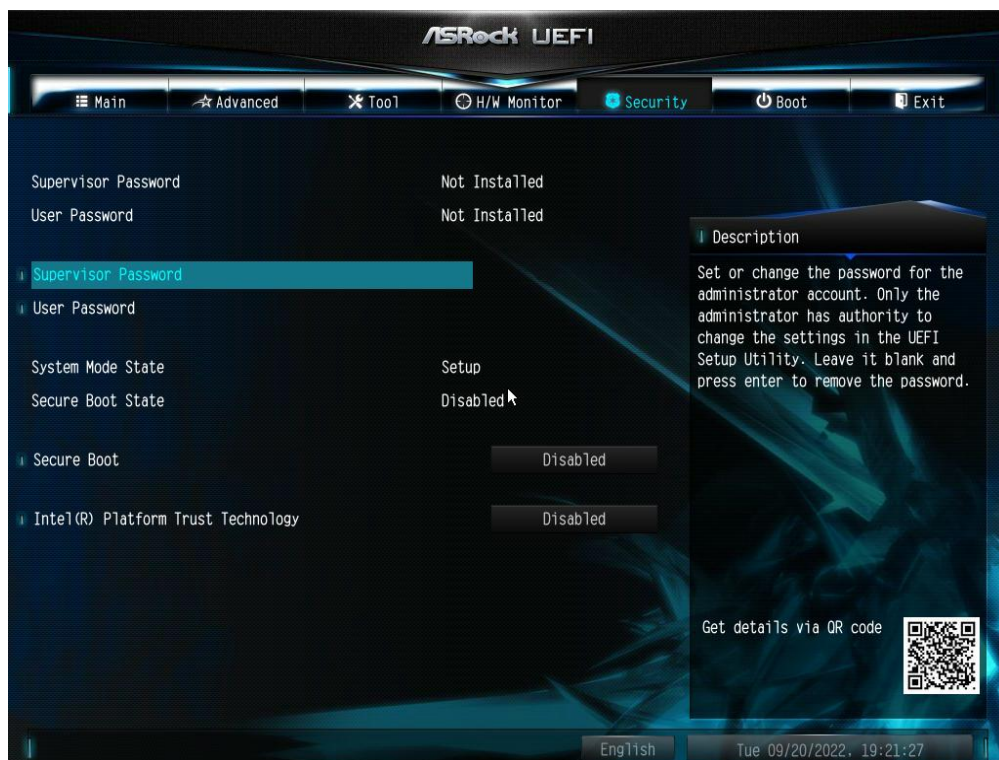 ASRock UEFI
Main Advanced Tool H/W Monitor Security Boot Exit
Supervisor Password Not Installed
User Password Not Installed
Supervisor Password
User Password
System Mode State Setup
Secure Boot State Disabled
Secure Boot Disabled
Intel(R) Platform Trust Technology Disabled
Description
Set or change the password for the
administrator account. Only the
administrator has authority to
change the settings in the UEFI
Setup Utility. Leave it blank and
press enter to remove the password.
Get details via QR code
English Tue 09/20/2022. 19:21:27